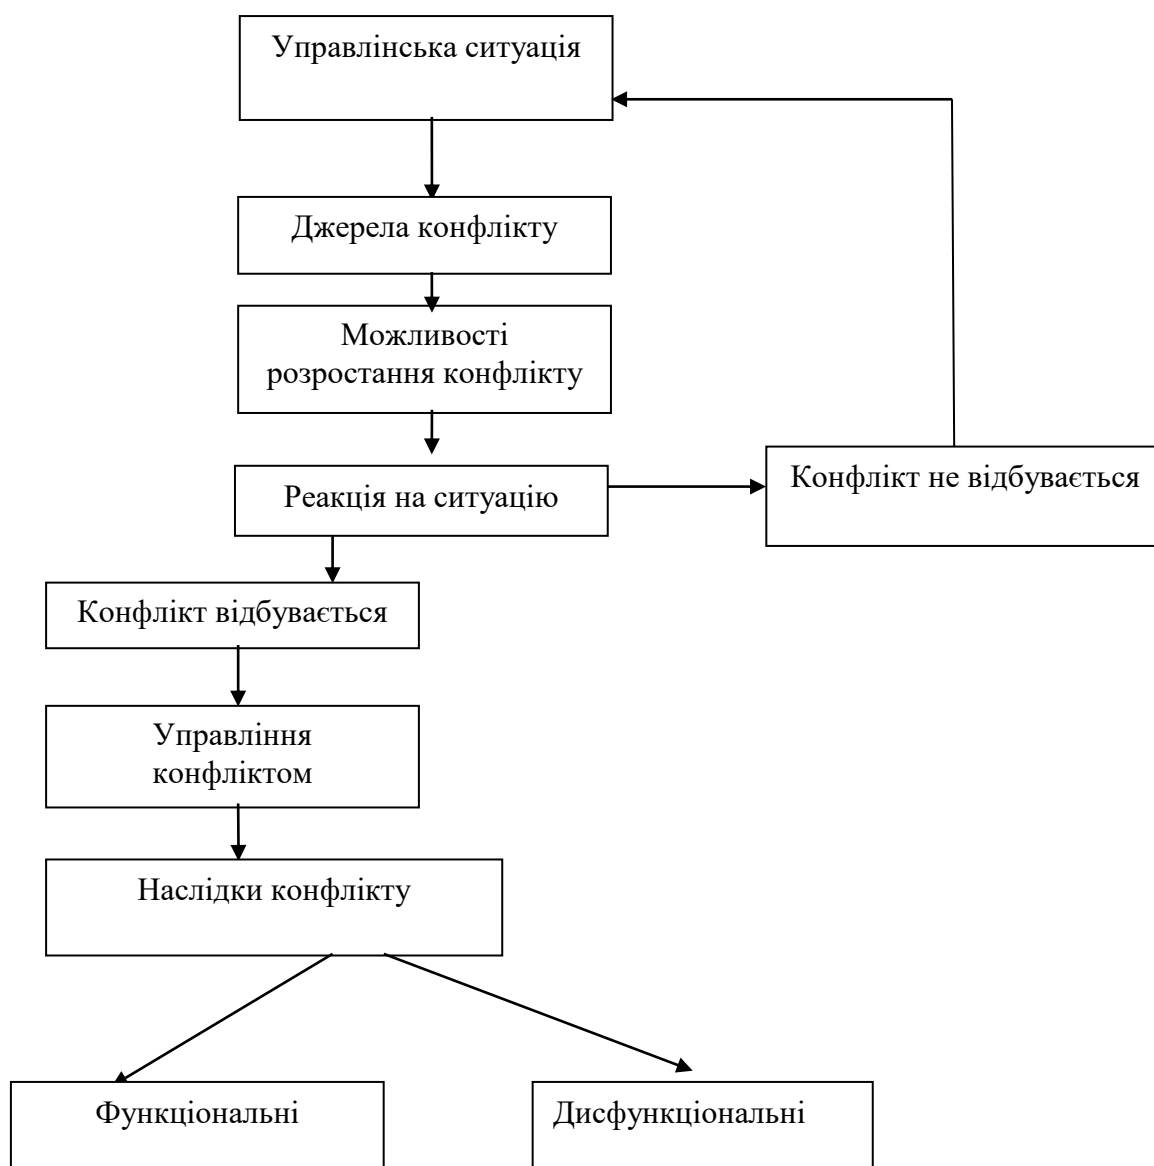 Управлінська ситуація
Джерела конфлікту
Можливості
розростання конфлікту
Реакція на ситуацію
Конфлікт не відбувається
Конфлікт відбувається
Управління
конфліктом
Наслідки конфлікту
Функціональні
Дисфункціональні